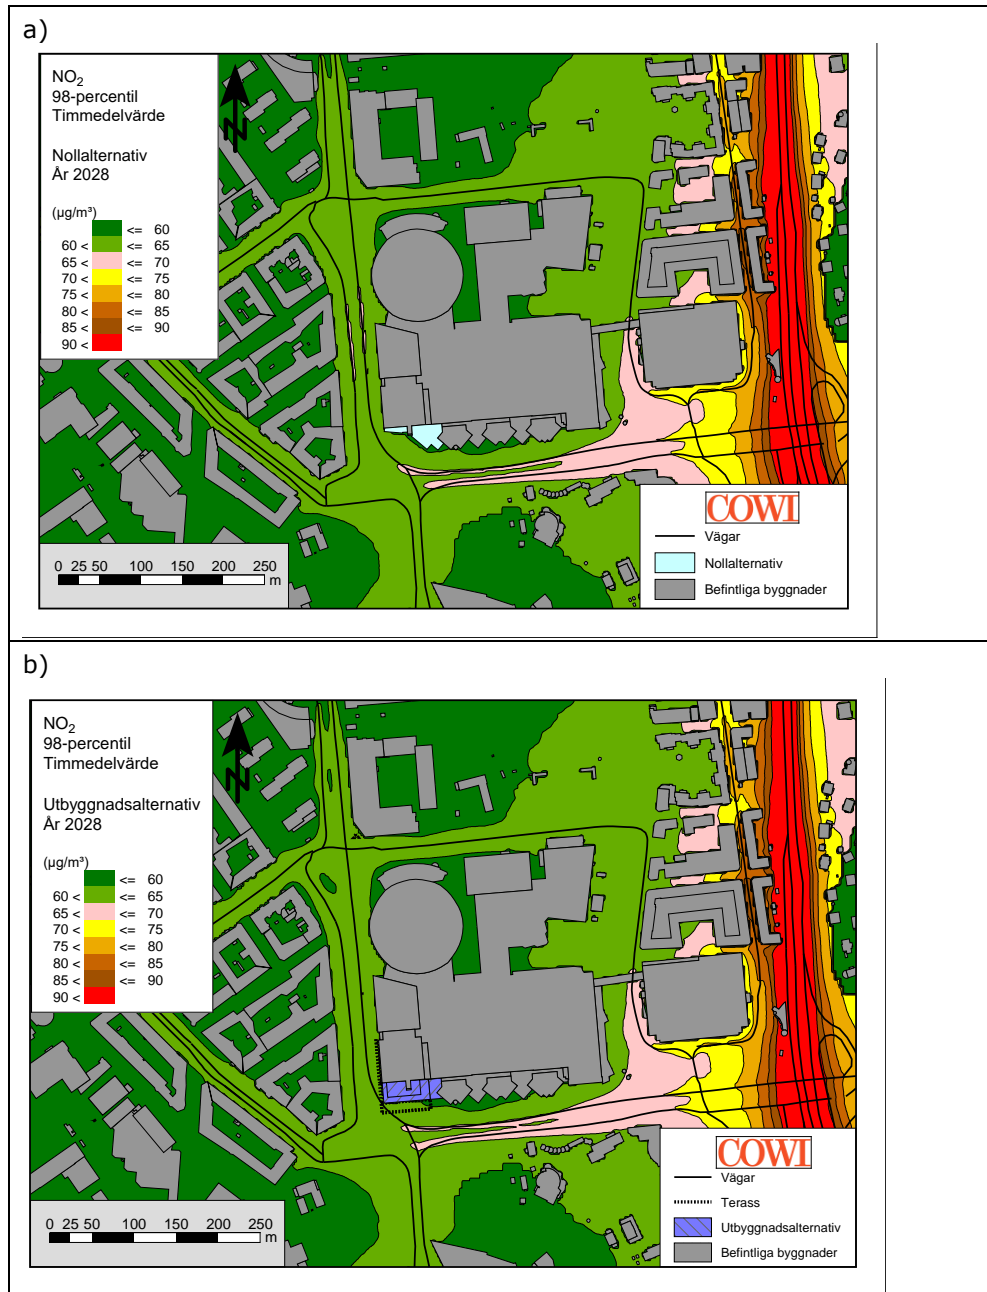 a)
NO2
98-percentil
Timmedelvärde
Nollalternativ
År 2028
(µg/m³)
<= 60
60 < <= 65
65 < <= 70
70 < <= 75
75 < <= 80
80 < <= 85
85 < <= 90
90 <
N
0 25 50 100 150 200 250
m
COWI
Vägar
Nollalternativ
Befintliga byggnader
b)
NO2
98-percentil
Timmedelvärde
Utbyggnadsalternativ
År 2028
(µg/m³)
<= 60
60 < <= 65
65 < <= 70
70 < <= 75
75 < <= 80
80 < <= 85
85 < <= 90
90 <
N
0 25 50 100 150 200 250
m
COWI
Vägar
Terass
Utbyggnadsalternativ
Befintliga byggnader